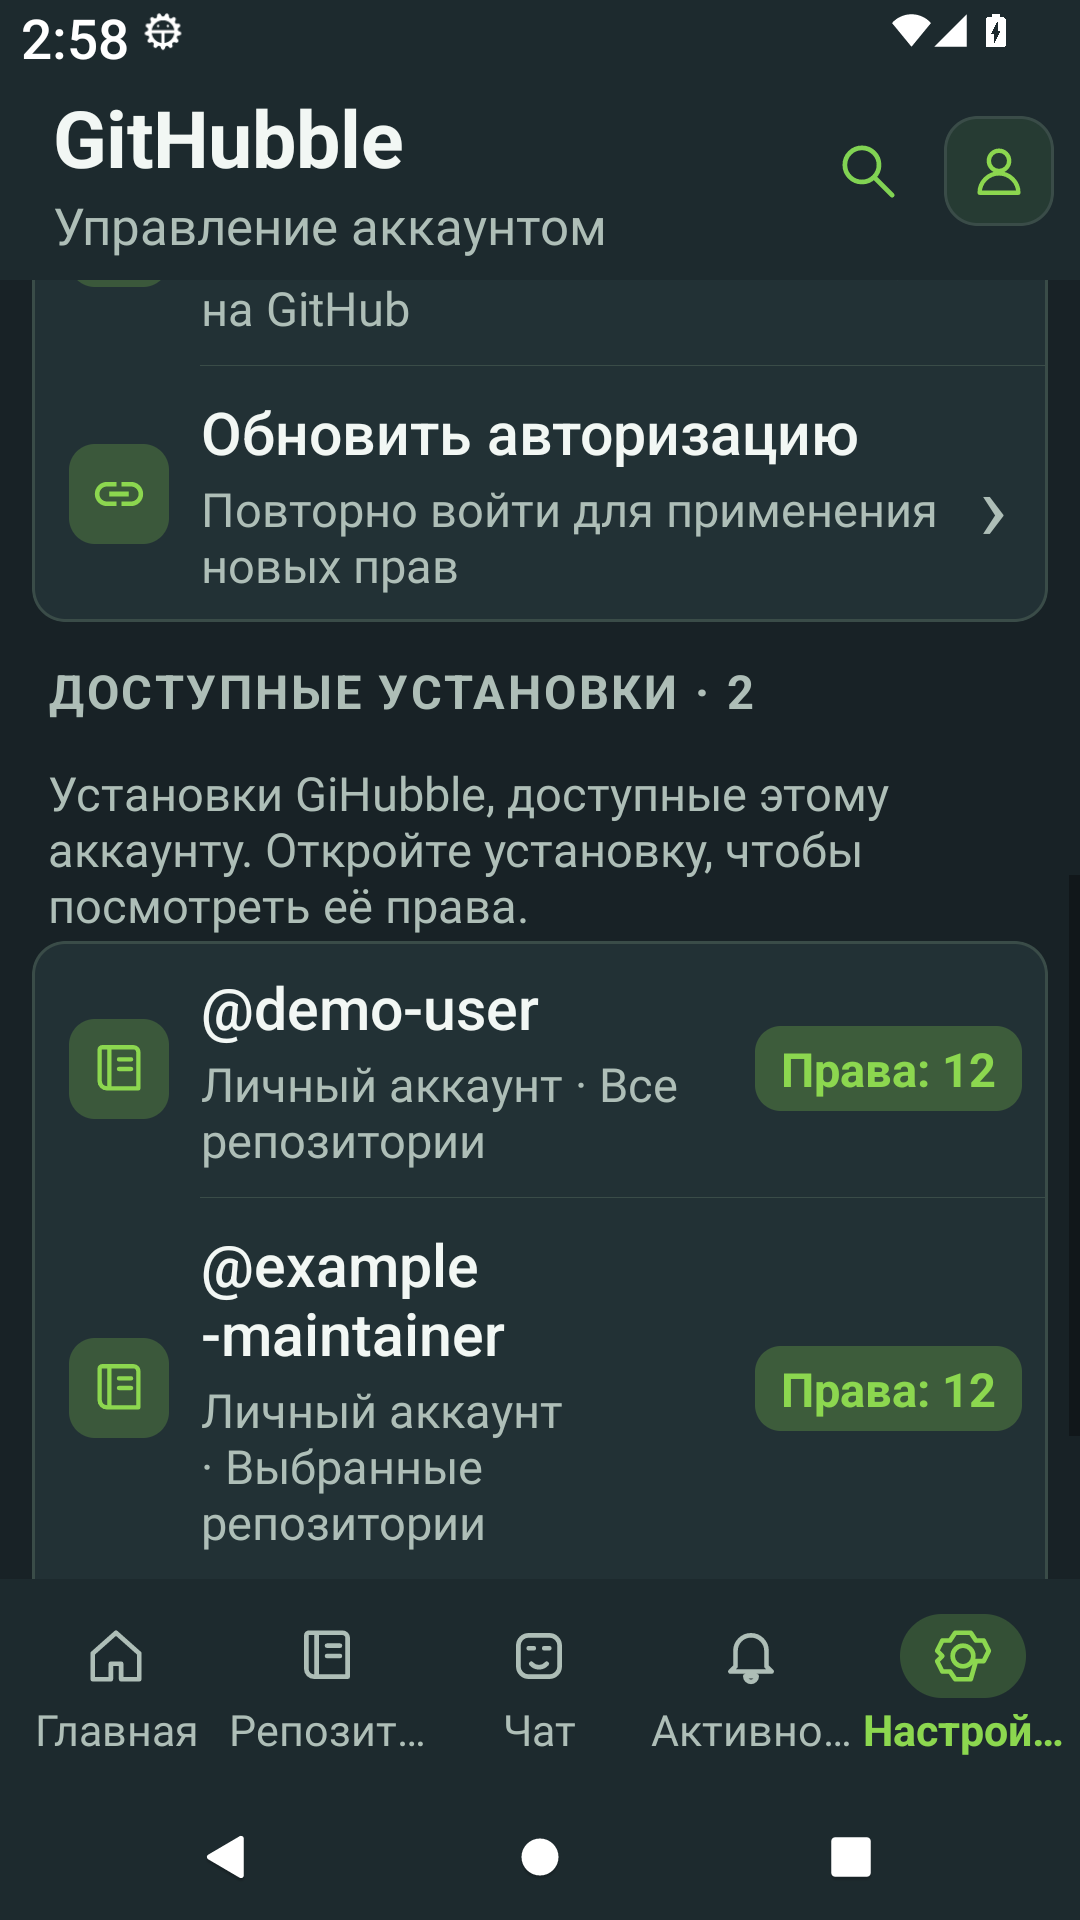 2:58
GitHubble
Управление аккаунтом
на GitHub
Обновить авторизацию
Повторно войти для применения
новых прав
ДОСТУПНЫЕ УСТАНОВКИ · 2
Установки GiHubble, доступные этому
аккаунту. Откройте установку, чтобы
посмотреть её права.
@demo-user
Личный аккаунт · Все
репозитории
Права: 12
@example
-maintainer
Личный аккаунт
· Выбранные
репозитории
Права: 12
Главная
Репозит...
Чат
Активно...
Настрой...